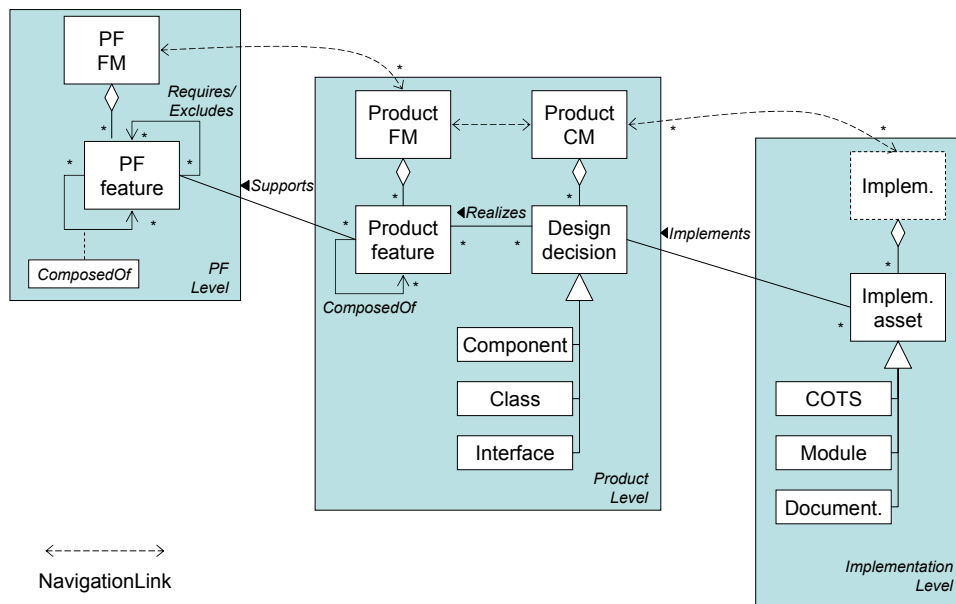 PF
FM
*
Requires/
Excludes
*
*
*
*
PF
feature
*
ComposedOf
PF
Level
*
Product
FM
Product
CM
*
*
*
*
Supports
Realizes
Implements
*
*
*
Product
feature
Design
decision
*
ComposedOf
Component
Class
Interface
Product
Level
Implem.
*
Implem.
asset
*
COTS
Module
Document.
Implementation
Level
NavigationLink